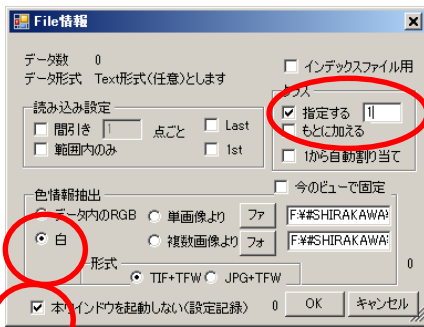 File情報
データ数 0
データ形式 Text形式(任意)とします
インデックスファイル用
クラス
指定する 1
もとに加える
1から自動割り当て
読み込み設定
間引き 1 点ごと Last
範囲内のみ 1st
今のビューで固定
色情報抽出
データ内のRGB 単画像より ファ F:¥#SHIRAKAWA
白 複数画像より フォ F:¥#SHIRAKAWA
形式 0
TIF+TFW JPG+TFW
本ウインドウを起動しない(設定記録) 0 OK キャンセル